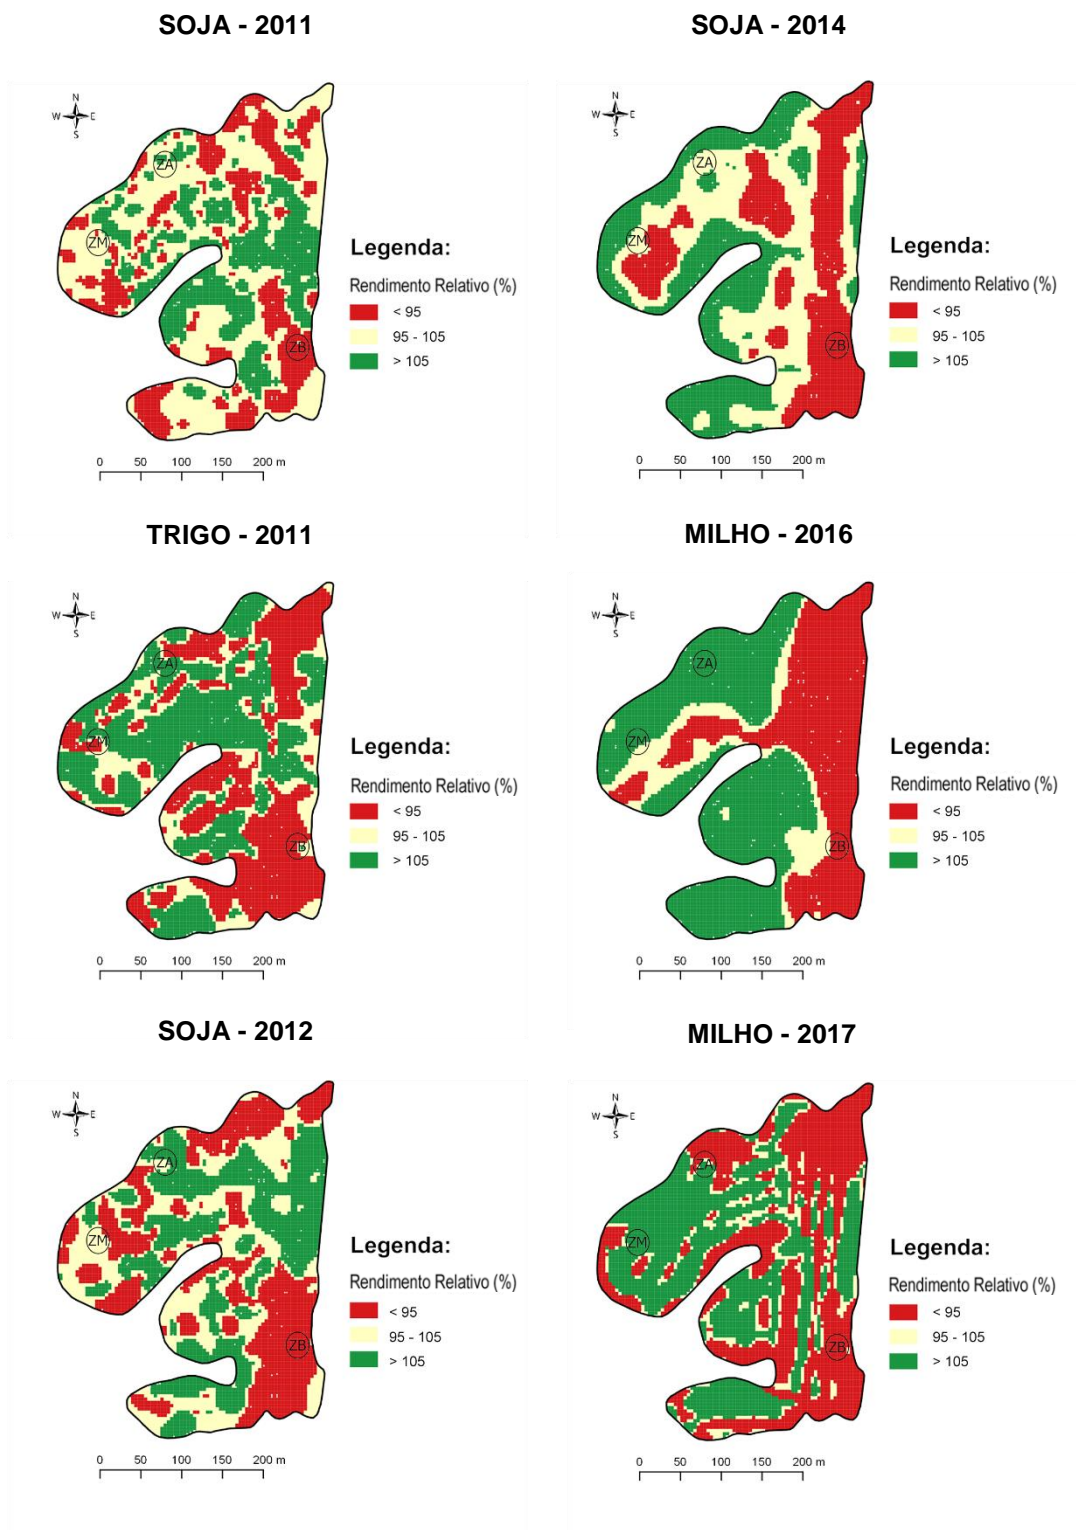 SOJA - 2011
N
W E
S
ZA
ZM
ZB
Legenda:
Rendimento Relativo (%)
< 95
95 - 105
> 105
0 50 100 150 200 m
SOJA - 2014
N
W E
S
ZA
ZM
ZB
Legenda:
Rendimento Relativo (%)
< 95
95 - 105
> 105
0 50 100 150 200 m
TRIGO - 2011
N
W E
S
ZA
ZM
ZB
Legenda:
Rendimento Relativo (%)
< 95
95 - 105
> 105
0 50 100 150 200 m
MILHO - 2016
N
W E
S
ZA
ZM
ZB
Legenda:
Rendimento Relativo (%)
< 95
95 - 105
> 105
0 50 100 150 200 m
SOJA - 2012
N
W E
S
ZA
ZM
ZB
Legenda:
Rendimento Relativo (%)
< 95
95 - 105
> 105
0 50 100 150 200 m
MILHO - 2017
N
W E
S
ZA
ZM
ZB
Legenda:
Rendimento Relativo (%)
< 95
95 - 105
> 105
0 50 100 150 200 m